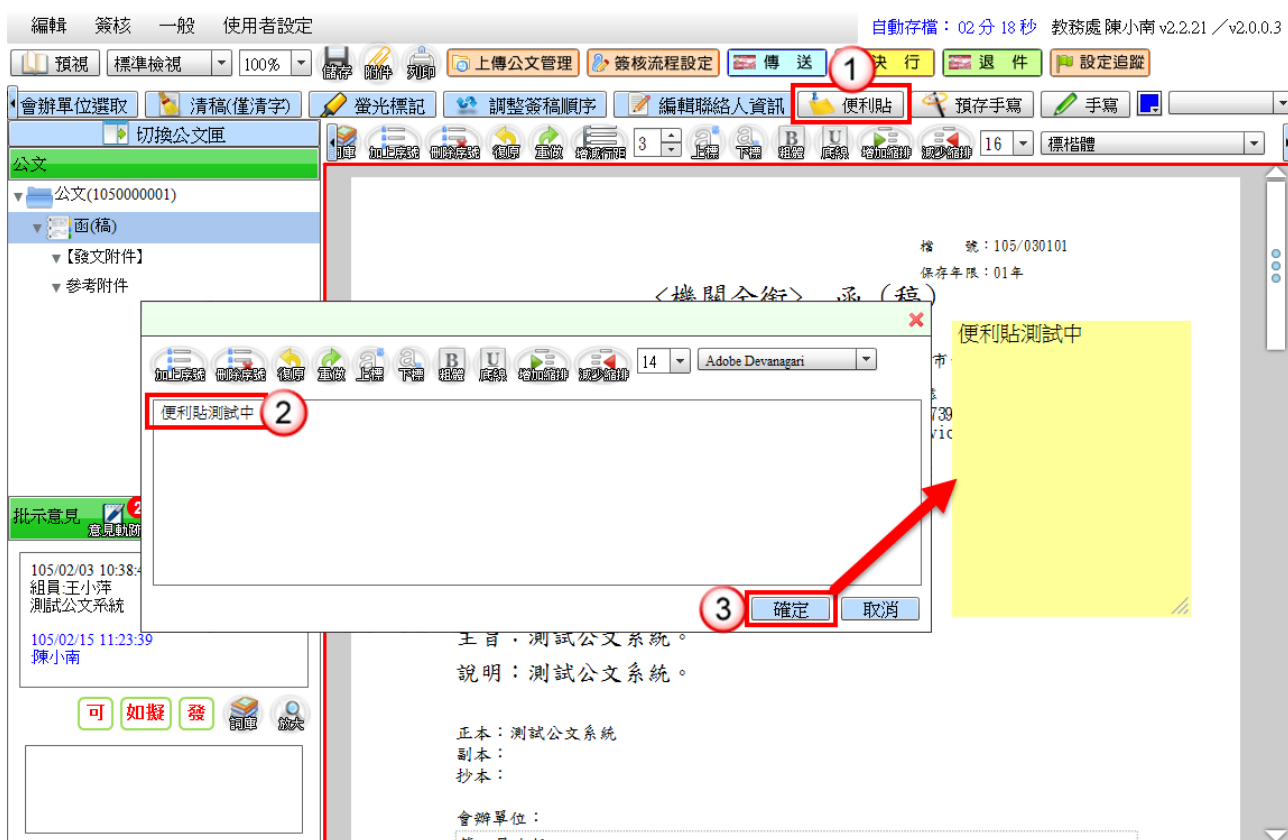 編輯 簽核 一般 使用者設定 自動存檔：02 分 18 秒 教務處 陳小南 v2.2.21／v2.0.0.3
預視 標準檢視 100% 儲存 附件 列印 上傳公文管理 簽核流程設定 傳 送 1 決 行 退 件 設定追蹤
會辦單位選取 清稿(僅清字) 螢光標記 調整簽稿順序 編輯聯絡人資訊 便利貼 預存手寫 手寫
切換公文匣
加上序號 刪除序號 復原 重做 3 上標 下標 粗體 底線 增加縮排 減少縮排 16 標楷體
公文
公文(1050000001)
函(稿)
【發文附件】
參考附件
檔 號：105/030101
保存年限：01年
<機關全銜> 函 (稿)
便利貼測試中
加上序號 刪除序號 復原 重做 上標 下標 粗體 底線 增加縮排 減少縮排 14 Adobe Devanagari
便利貼測試中 2
批示意見 意見軌跡 2
105/02/03 10:38:4
組員:王小萍
測試公文系統
105/02/15 11:23:39
:陳小南
3 確定 取消
主旨：測試公文系統。
說明：測試公文系統。
可 如擬 發 詞庫 放大
正本：測試公文系統
副本：
抄本：
會辦單位：